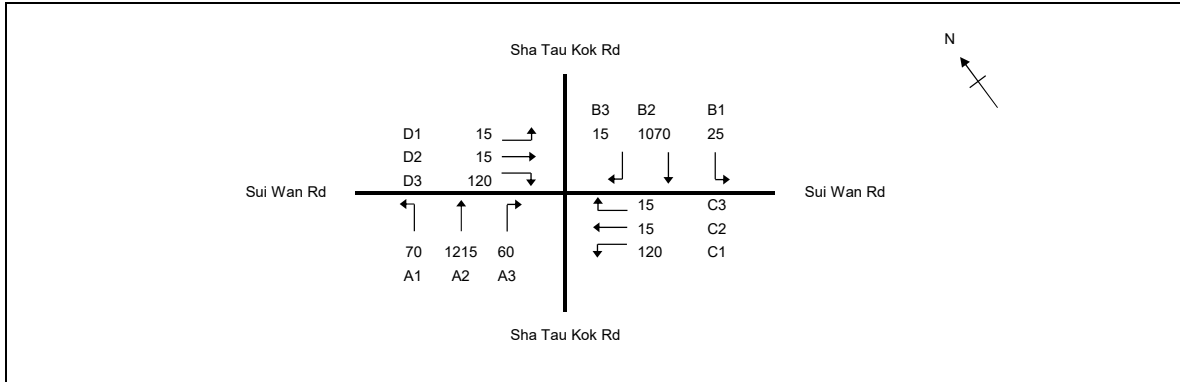 N
Sha Tau Kok Rd
B3 B2 B1
D1 15 15 1070 25
D2 15
D3 120
Sui Wan Rd Sui Wan Rd
15 C3
15 C2
70 1215 60 120 C1
A1 A2 A3
Sha Tau Kok Rd